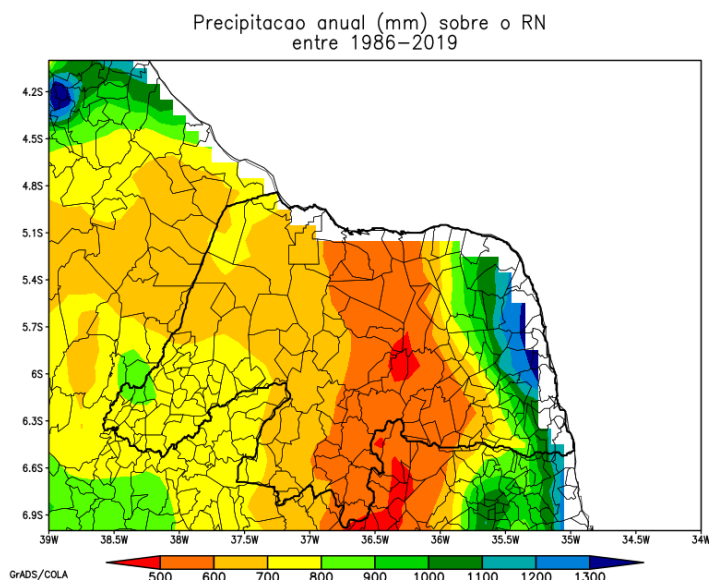 Precipitacao anual (mm) sobre o RN
entre 1986−2019
4.2S
4.5S
4.8S
5.1S
5.4S
5.7S
6S
6.3S
6.6S
6.9S
39W 38.5W 38W 37.5W 37W 36.5W 36W 35.5W 35W 34.5W 34W
500 600 700 800 900 1000 1100 1200 1300
GrADS/COLA